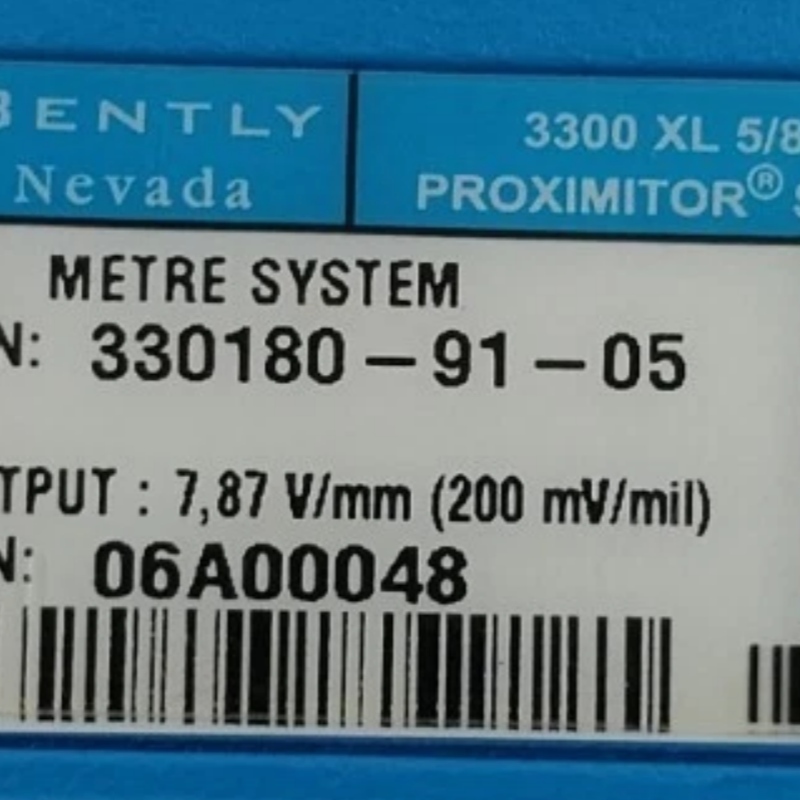 BENTLY
Nevada
3300 XL 5/8
PROXIMITOR® S
METRE SYSTEM
N: 330180-91-05
TPUT : 7,87 V/mm (200 mV/mil)
N: 06A00048